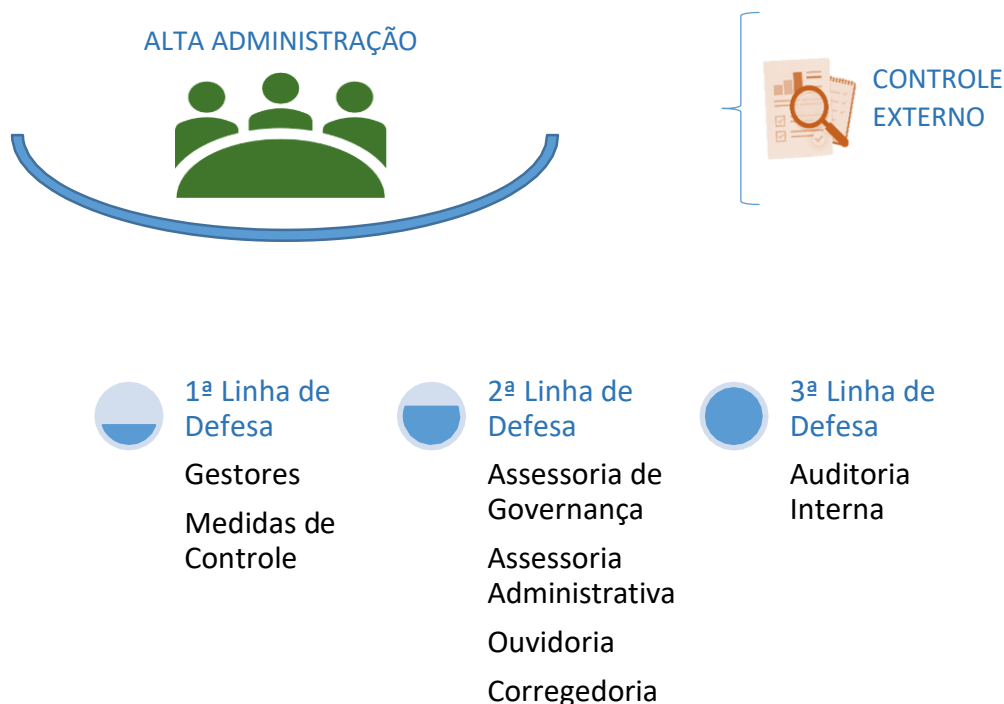 ALTA ADMINISTRAÇÃO
CONTROLE
EXTERNO
1ª Linha de
Defesa
Gestores
Medidas de
Controle
2ª Linha de
Defesa
Assessoria de
Governança
Assessoria
Administrativa
Ouvidoria
Corregedoria
3ª Linha de
Defesa
Auditoria
Interna